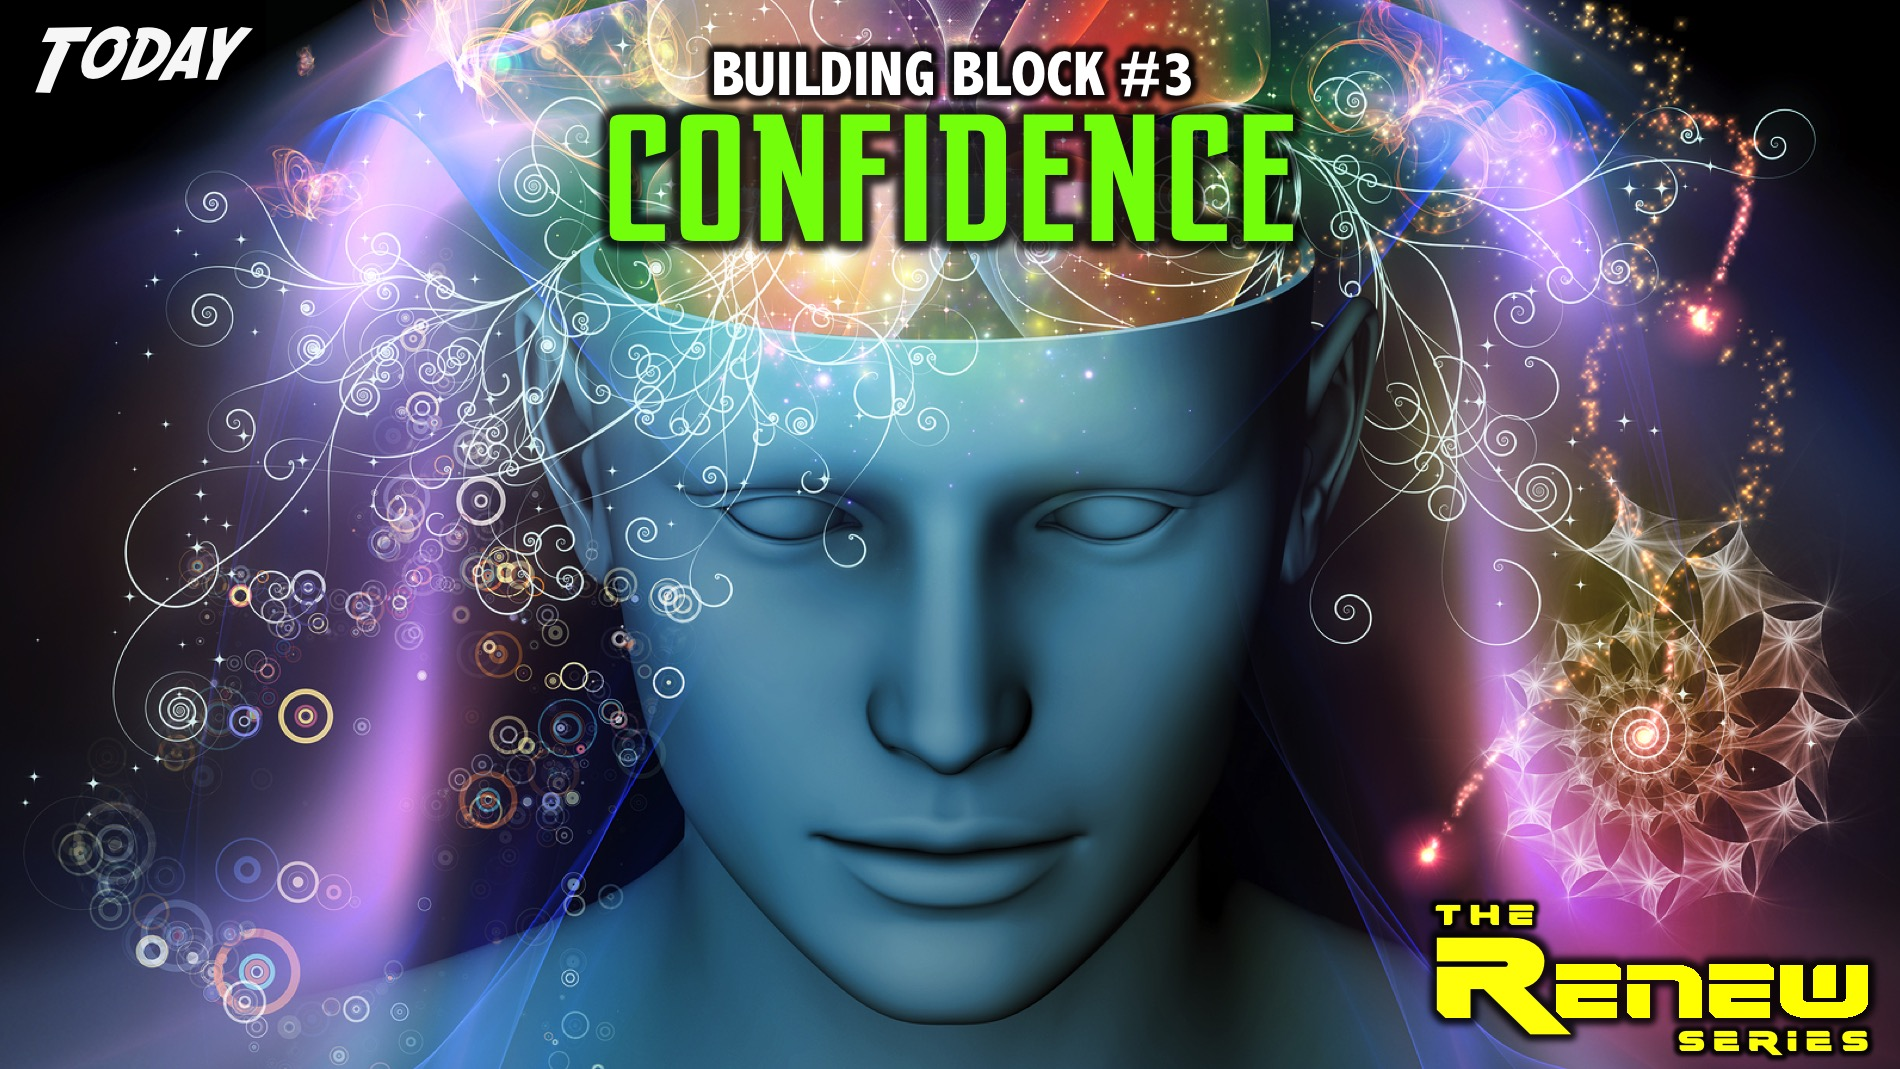 TODAY
BUILDING BLOCK #3
CONFIDENCE
THE
RENEW
SERIES